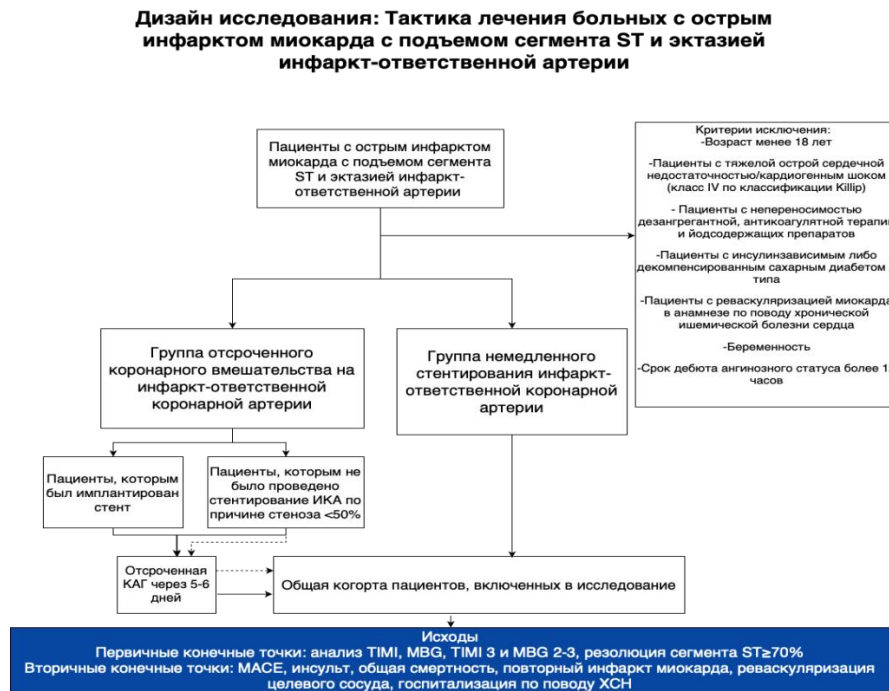 Дизайн исследования: Тактика лечения больных с острым
инфарктом миокарда с подъемом сегмента ST и эктазией
инфаркт-ответственной артерии
Пациенты с острым инфарктом
миокарда с подъемом сегмента
ST и эктазией инфаркт-
ответственной артерии
Критерии исключения:
-Возраст менее 18 лет
-Пациенты с тяжелой острой сердечной
недостаточностью/кардиогенным шоком
(класс IV по классификации Killip)
- Пациенты с непереносимостью
дезангрегантной, антикоагулятной терапии
и йодсодержащих препаратов
-Пациенты с инсулинзависимым либо
декомпенсированным сахарным диабетом
типа
-Пациенты с реваскуляризацией миокарда
в анамнезе по поводу хронической
ишемической болезни сердца
-Беременность
-Срок дебюта ангинозного статуса более
часов
Группа отсроченного
коронарного вмешательства на
инфаркт-ответственной
коронарной артерии
Группа немедленного
стентирования инфаркт-
ответственной коронарной
артерии
Пациенты, которым
был имплантирован
стент
Пациенты, которым не
было проведено
стентирование ИКА по
причине стеноза <50%
Отсроченная
КАГ через 5-6
дней
Общая когорта пациентов, включенных в исследование
Исходы
Первичные конечные точки: анализ TIMI, MBG, TIMI 3 и MBG 2-3, резолюция сегмента ST≥70%
Вторичные конечные точки: MACE, инсульт, общая смертность, повторный инфаркт миокарда, реваскуляризация
целевого сосуда, госпитализация по поводу ХСН